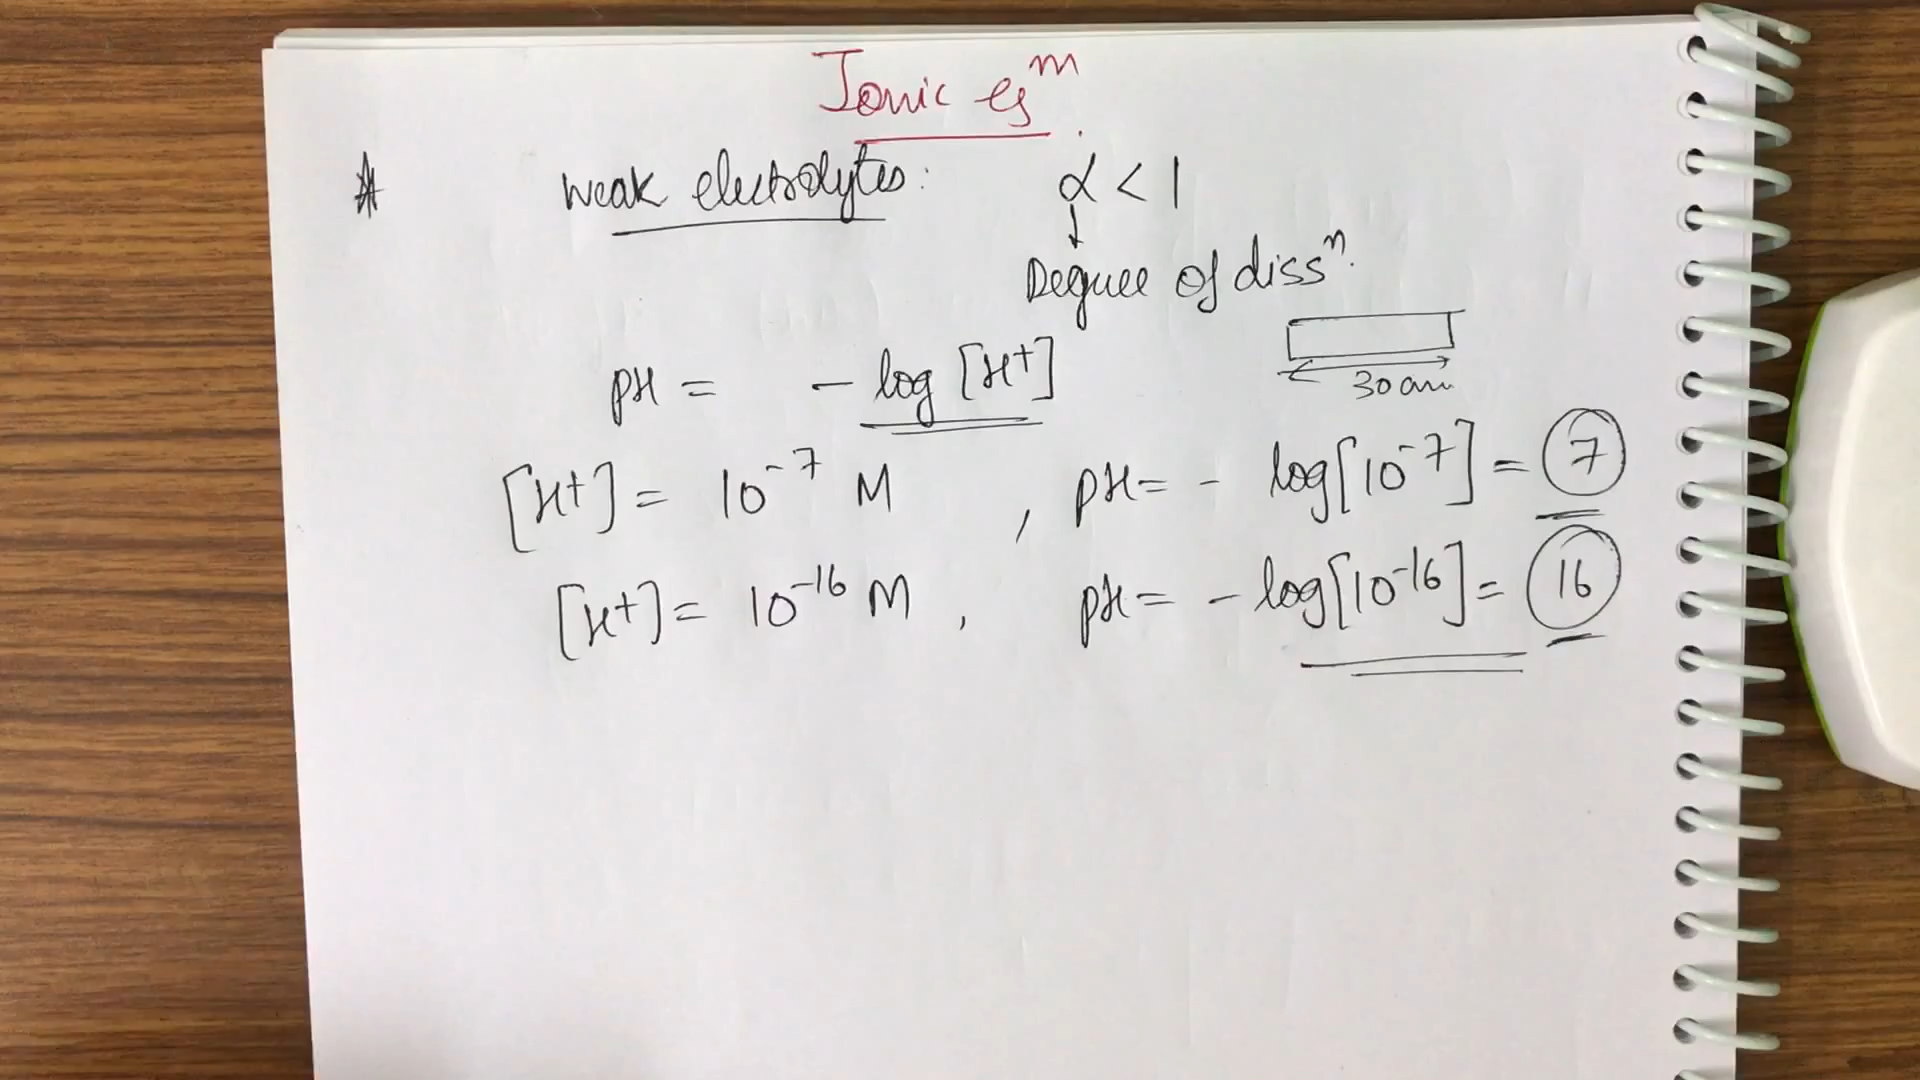 Ionic eqᵐ
weak electrolytes: α < 1
↓
Degree of dissⁿ.
pH = - log [H+]
30 cm
[H+] = 10⁻⁷ M , pH = - log[10⁻⁷] = 7
[H+] = 10⁻¹⁶ M , pH = - log[10⁻¹⁶] = 16